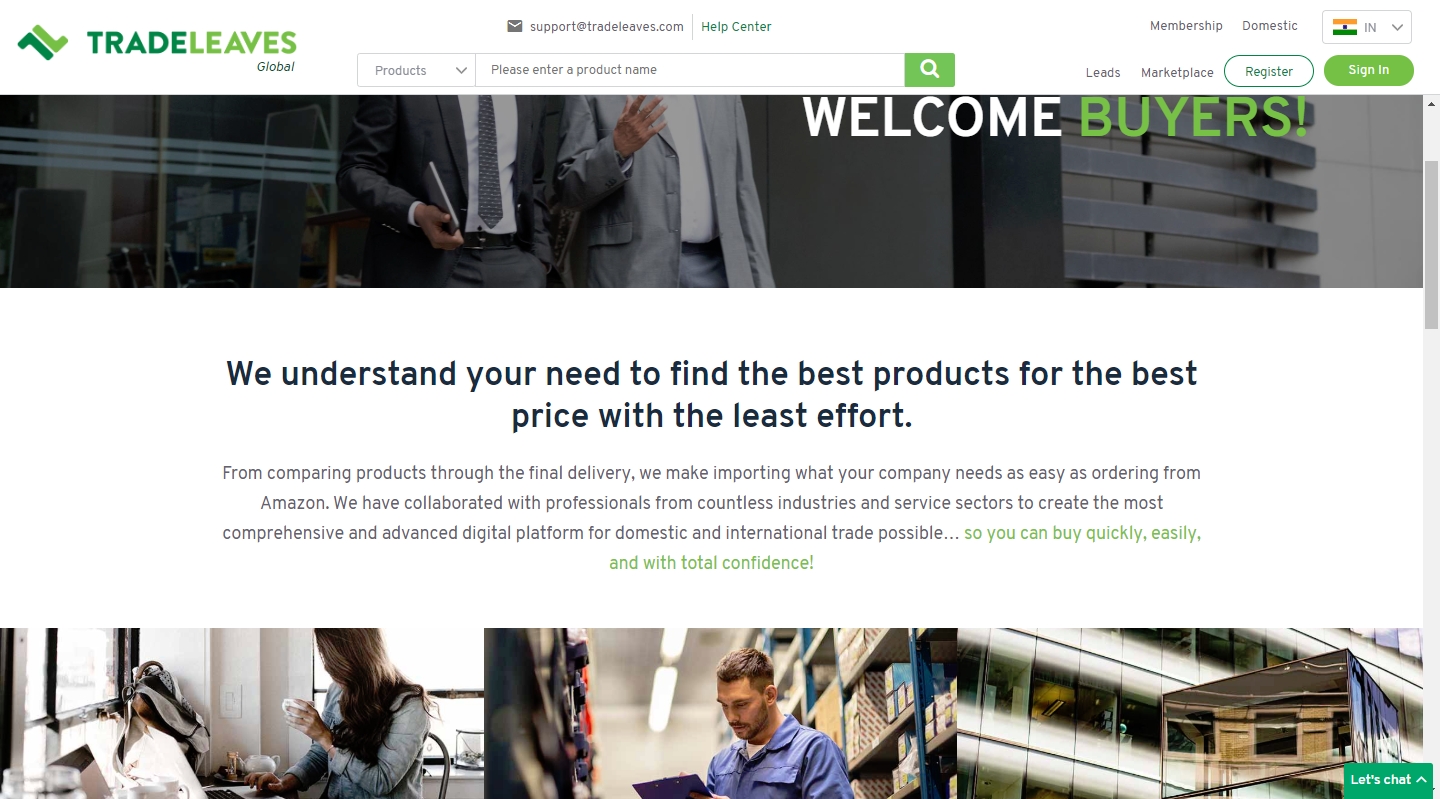 support@tradeleaves.com Help Center
Membership Domestic IN
TRADELEAVES
Global
Products Please enter a product name
Leads Marketplace Register Sign In
WELCOME BUYERS!
We understand your need to find the best products for the best
price with the least effort.
From comparing products through the final delivery, we make importing what your company needs as easy as ordering from
Amazon. We have collaborated with professionals from countless industries and service sectors to create the most
comprehensive and advanced digital platform for domestic and international trade possible... so you can buy quickly, easily,
and with total confidence!
Let's chat